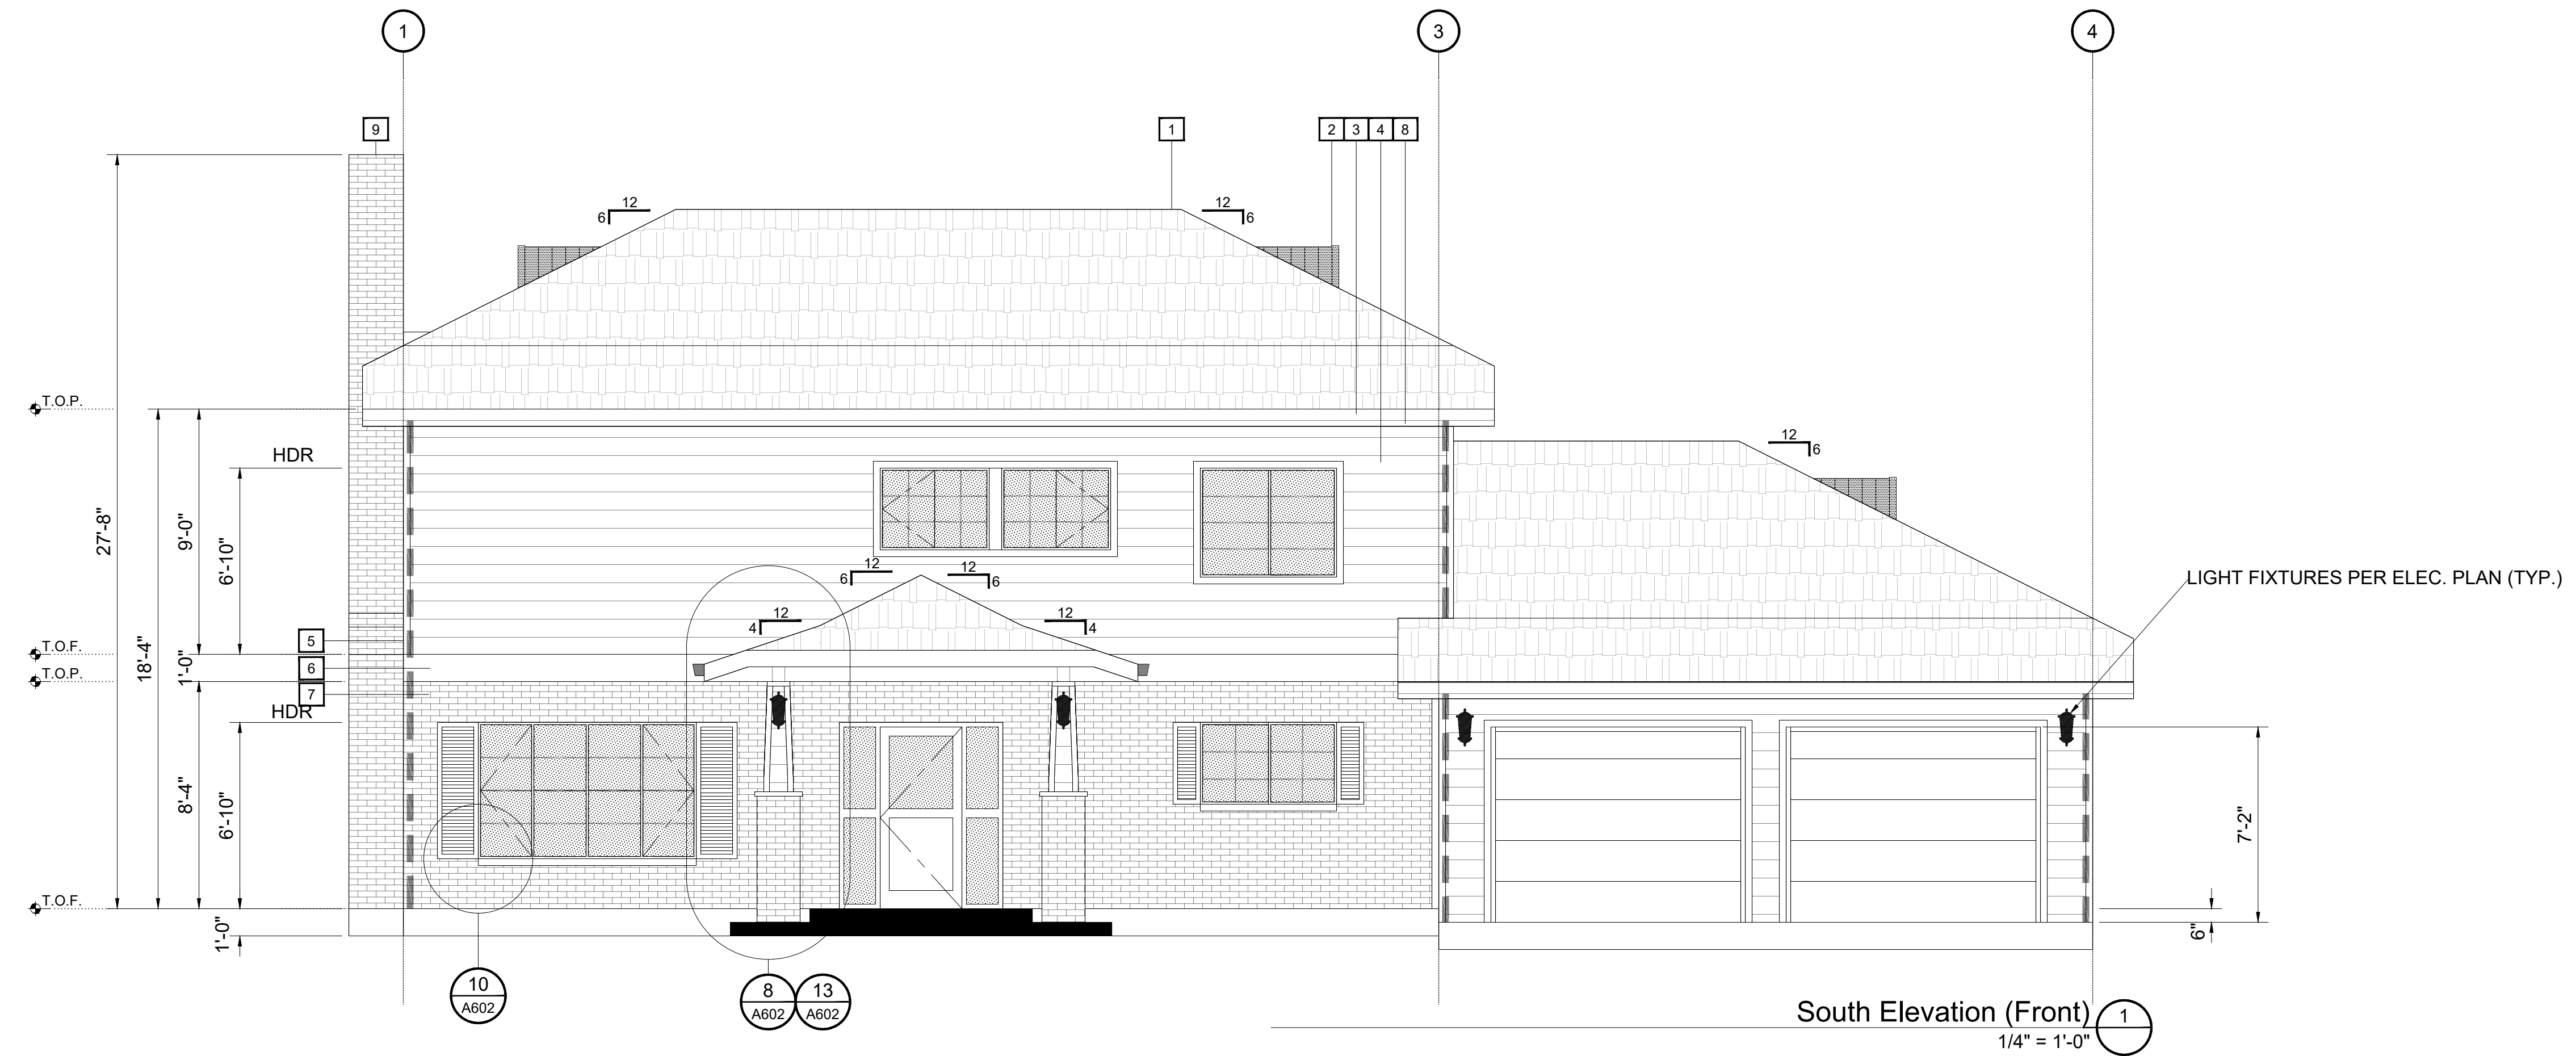 1
3
4
9
1
2 3 4 8
12
6
12
6
T.O.P.
HDR
12
6
27'-8"
9'-0"
6'-10"
12
6
12
6
LIGHT FIXTURES PER ELEC. PLAN (TYP.)
12
4
12
4
5
T.O.F.
18'-4"
1'-0"
6
T.O.P.
7
HDR
8'-4"
6'-10"
7'-2"
T.O.F.
1'-0"
6"
10
A602
8
A602
13
A602
South Elevation (Front)
1
1/4" = 1'-0"